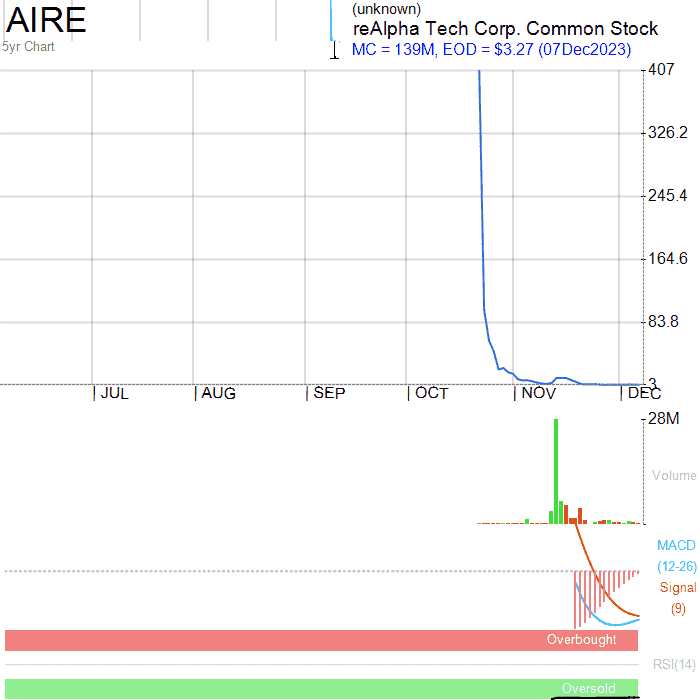 AIRE
(unknown)
reAlpha Tech Corp. Common Stock
5yr Chart
MC = 139M, EOD = $3.27 (07Dec2023)
407
326.2
245.4
164.6
83.8
3
JUL AUG SEP OCT NOV DEC
28M
Volume
MACD
(12-26)
Signal
(9)
Overbought
RSI(14)
Oversold